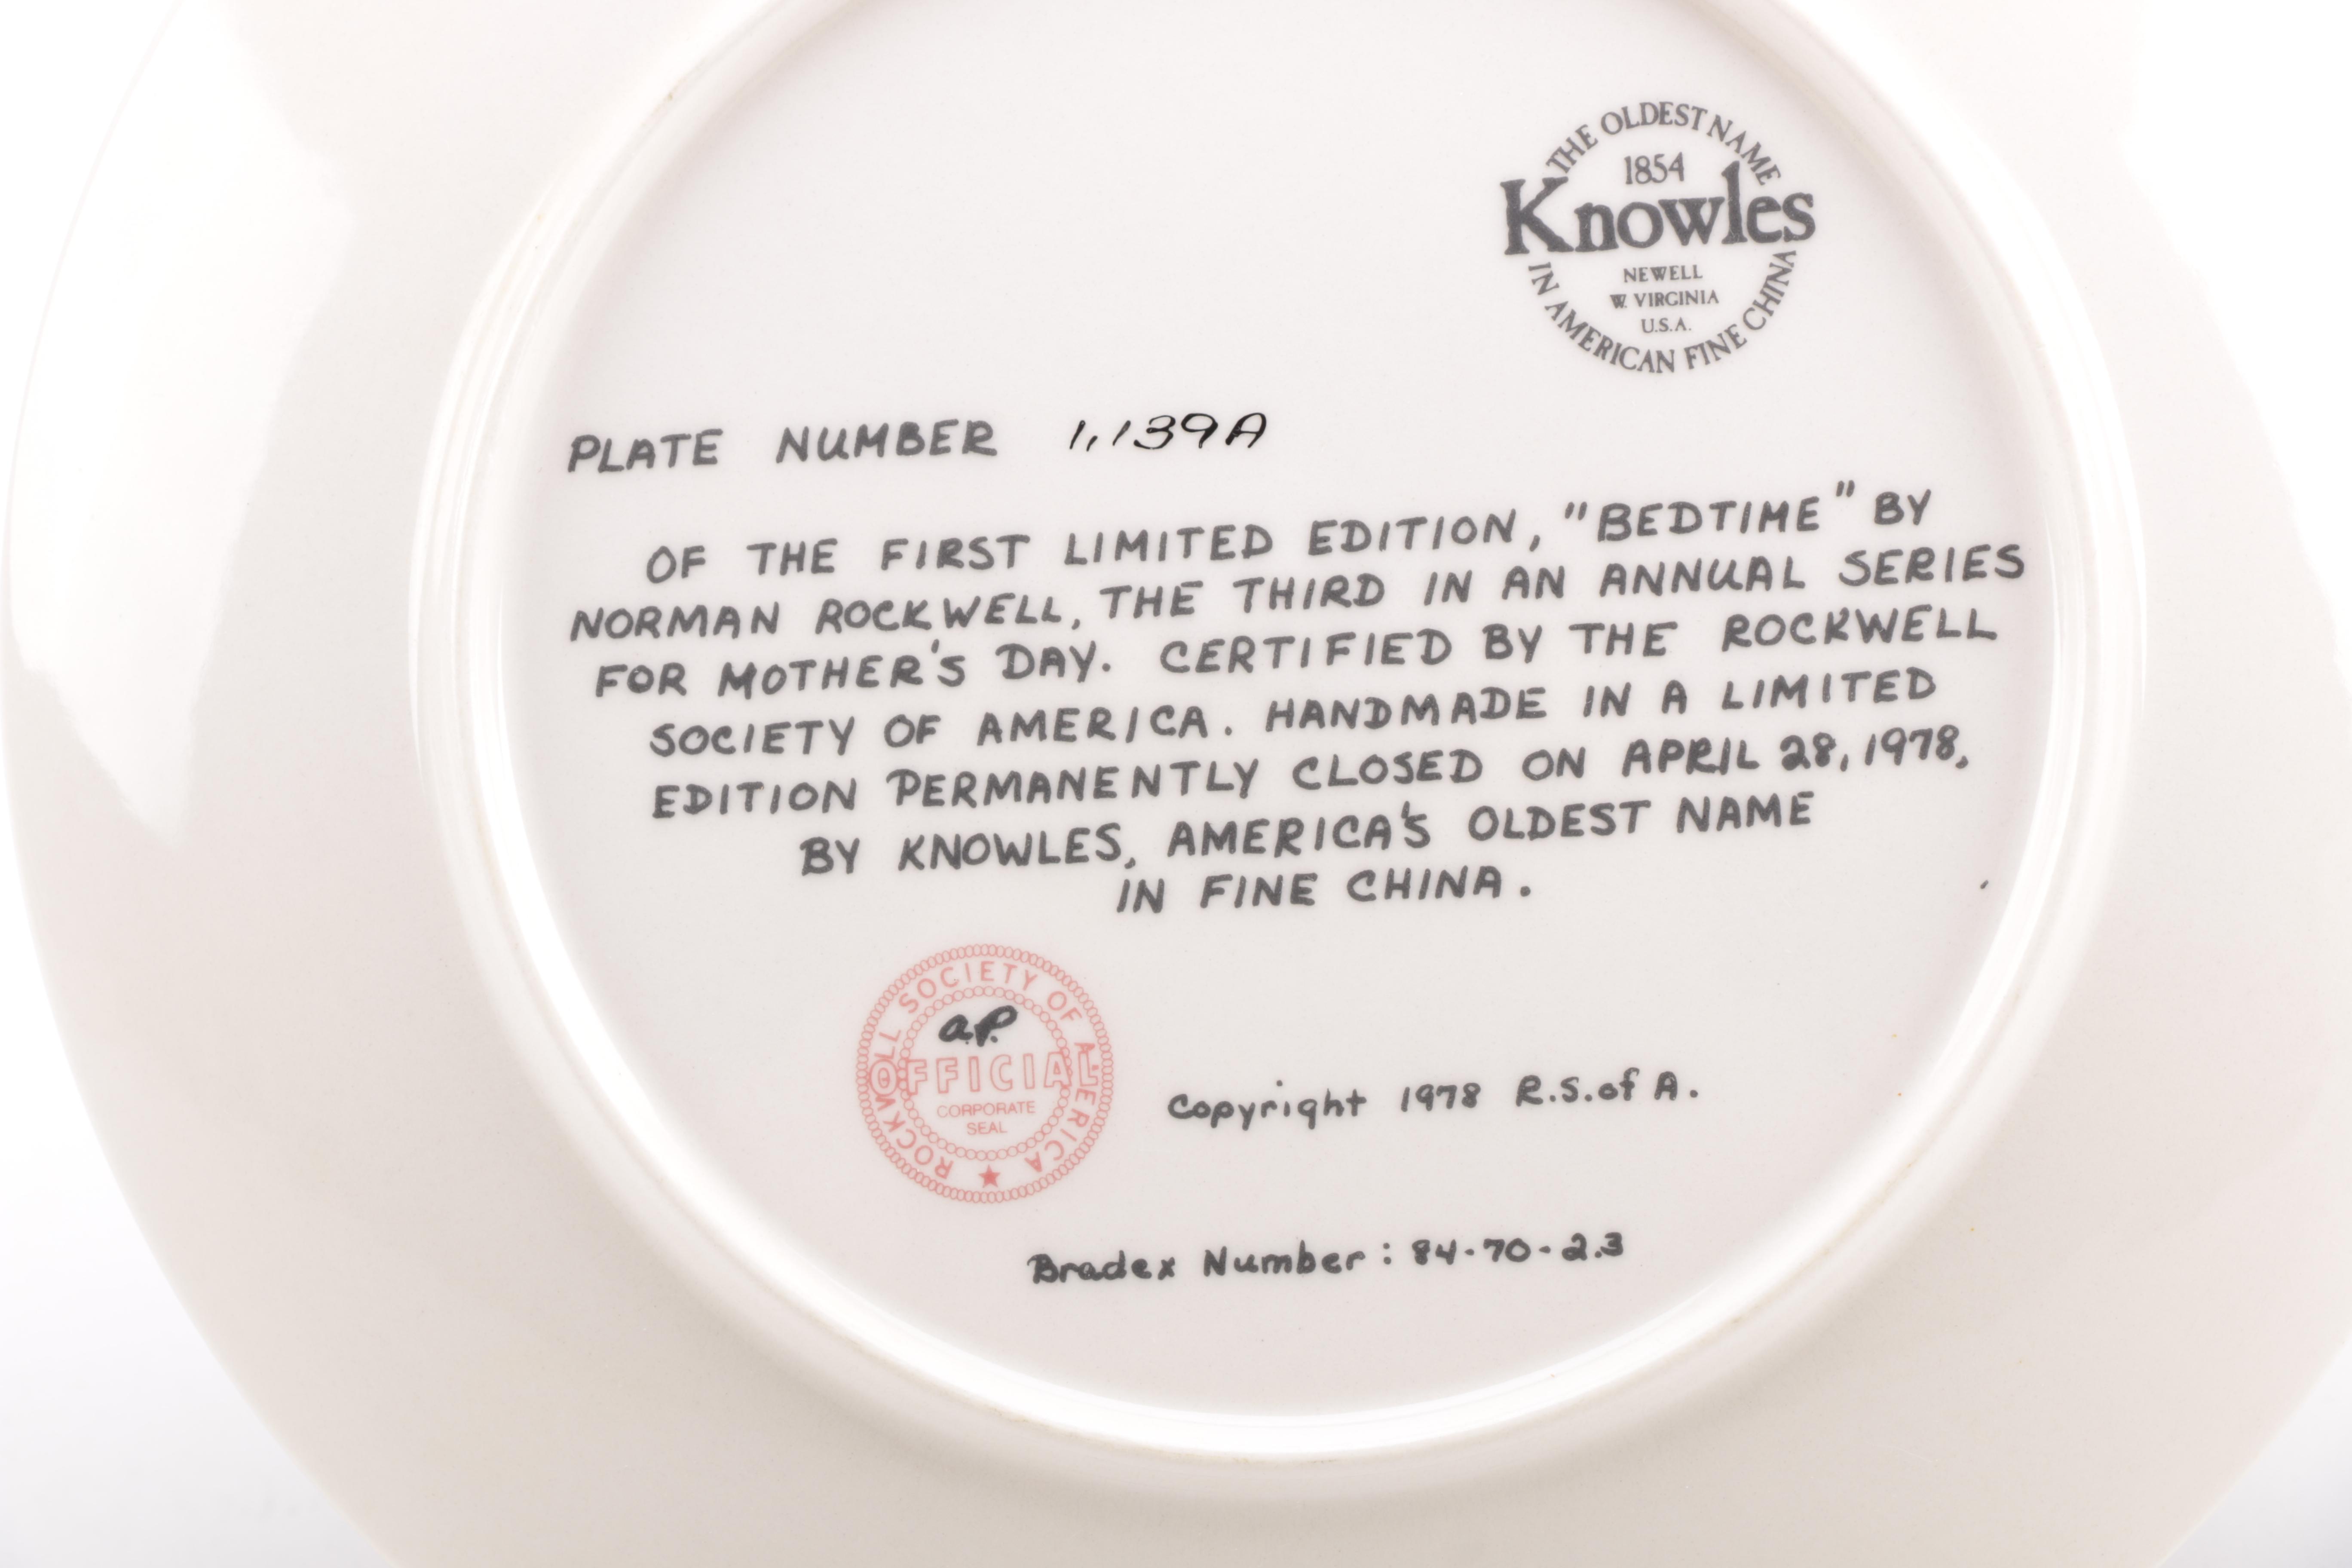 THE OLDEST NAME
1854
Knowles
NEWELL
W. VIRGINIA
U.S.A.
IN AMERICAN FINE CHINA
PLATE NUMBER 1,139A
OF THE FIRST LIMITED EDITION, "BEDTIME" BY
NORMAN ROCKWELL, THE THIRD IN AN ANNUAL SERIES
FOR MOTHER'S DAY. CERTIFIED BY THE ROCKWELL
SOCIETY OF AMERICA. HANDMADE IN A LIMITED
EDITION PERMANENTLY CLOSED ON APRIL 28, 1978,
BY KNOWLES, AMERICA'S OLDEST NAME
IN FINE CHINA.
ROCKWELL SOCIETY OF AMERICA
a.P.
OFFICIAL
CORPORATE
SEAL
Copyright 1978 R.S.of A.
Bradex Number: 84-70-2.3